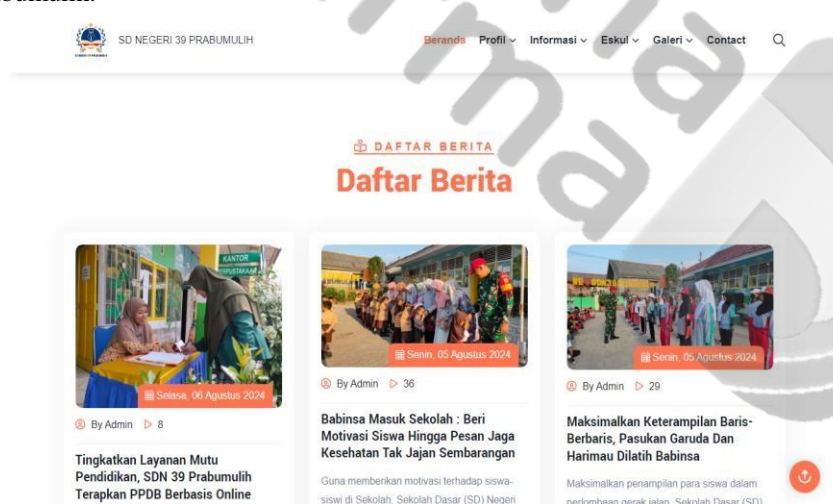 SD NEGERI 39 PRABUMULIH
Beranda Profil Informasi Eskul Galeri Contact
DAFTAR BERITA
Daftar Berita
KANTOR
Selasa, 06 Agustus 2024
By Admin 8
Tingkatkan Layanan Mutu
Pendidikan, SDN 39 Prabumulih
Terapkan PPDB Berbasis Online
Senin, 05 Agustus 2024
By Admin 36
Babinsa Masuk Sekolah : Beri
Motivasi Siswa Hingga Pesan Jaga
Kesehatan Tak Jajan Sembarangan
Guna memberikan motivasi terhadap siswa-
siswi di Sekolah. Sekolah Dasar (SD) Negeri
Senin, 05 Agustus 2024
By Admin 29
Maksimalkan Keterampilan Baris-
Berbaris, Pasukan Garuda Dan
Harimau Dilatih Babinsa
Maksimalkan penampilan para siswa dalam
perlombaan gerak jalan, Sekolah Dasar (SD)